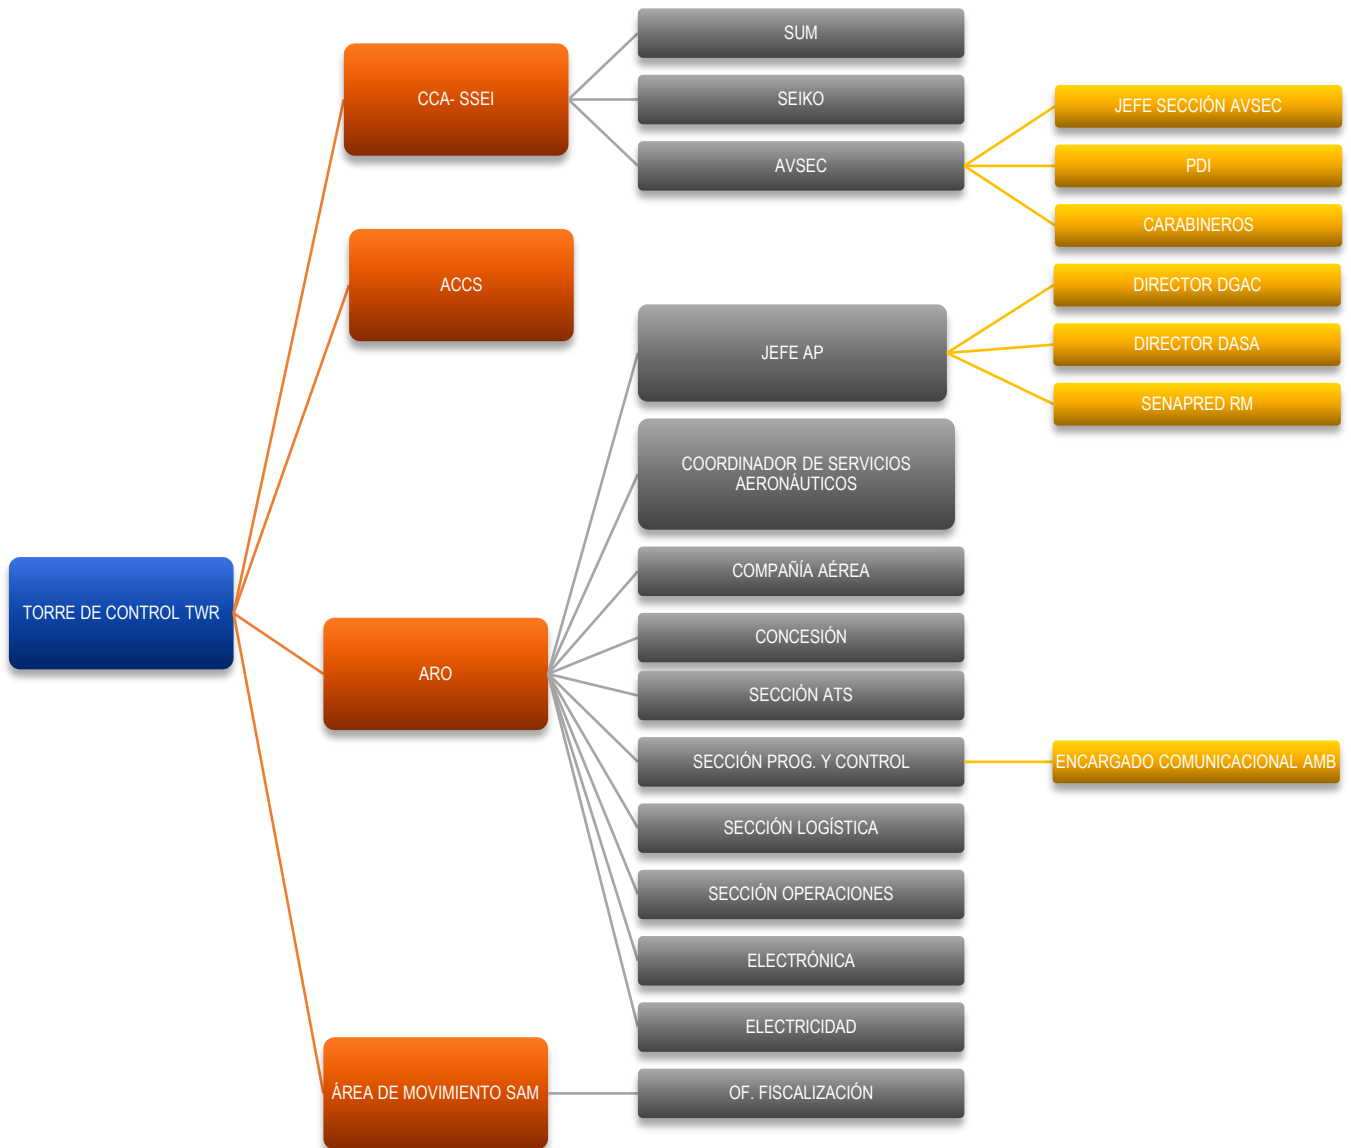 TORRE DE CONTROL TWR
CCA- SSEI
SUM
SEIKO
AVSEC
JEFE SECCIÓN AVSEC
PDI
CARABINEROS
ACCS
ARO
JEFE AP
DIRECTOR DGAC
DIRECTOR DASA
SENAPRED RM
COORDINADOR DE SERVICIOS
AERONÁUTICOS
COMPAÑÍA AÉREA
CONCESIÓN
SECCIÓN ATS
SECCIÓN PROG. Y CONTROL
ENCARGADO COMUNICACIONAL AMB
SECCIÓN LOGÍSTICA
SECCIÓN OPERACIONES
ELECTRÓNICA
ELECTRICIDAD
ÁREA DE MOVIMIENTO SAM
OF. FISCALIZACIÓN